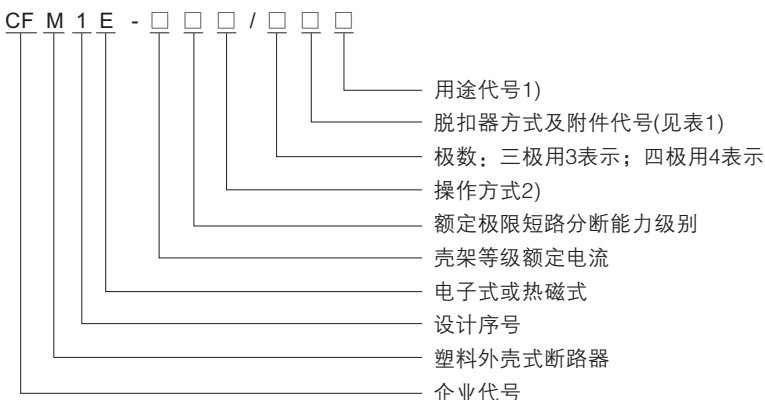 CF M 1 E - □ □ □ / □ □ □
用途代号1)
脱扣器方式及附件代号(见表1)
极数：三极用3表示；四极用4表示
操作方式2)
额定极限短路分断能力级别
壳架等级额定电流
电子式或热磁式
设计序号
塑料外壳式断路器
企业代号